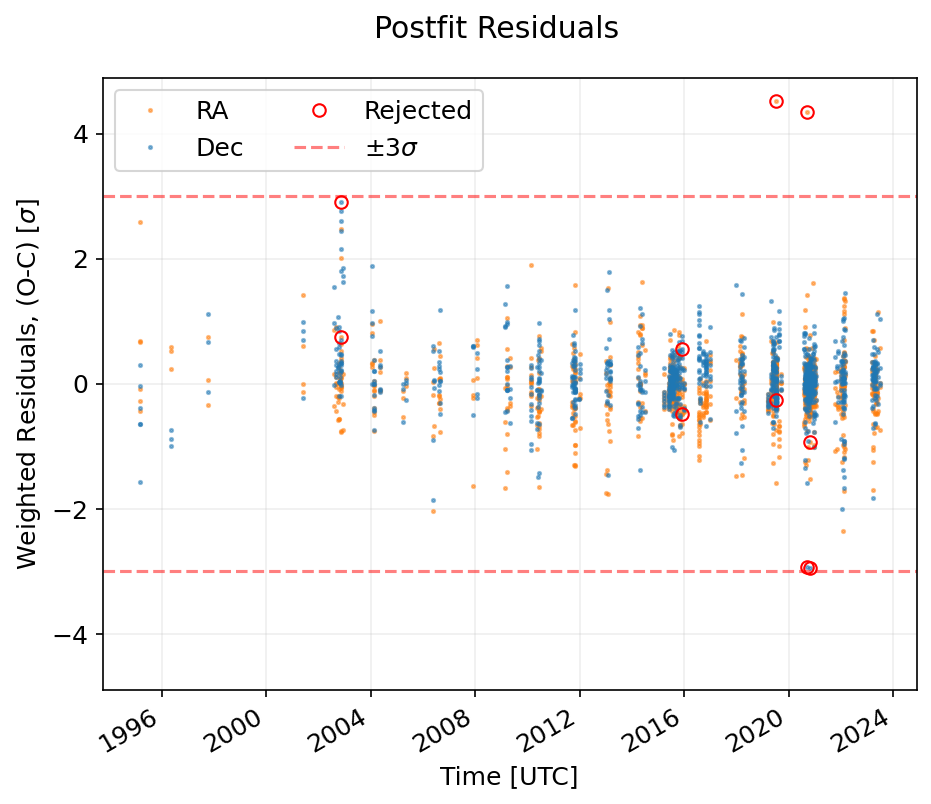 Postfit Residuals
RA
Dec
Rejected
±3σ
Weighted Residuals, (O-C) [σ]
4
2
0
−2
−4
1996
2000
2004
2008
2012
2016
2020
2024
Time [UTC]